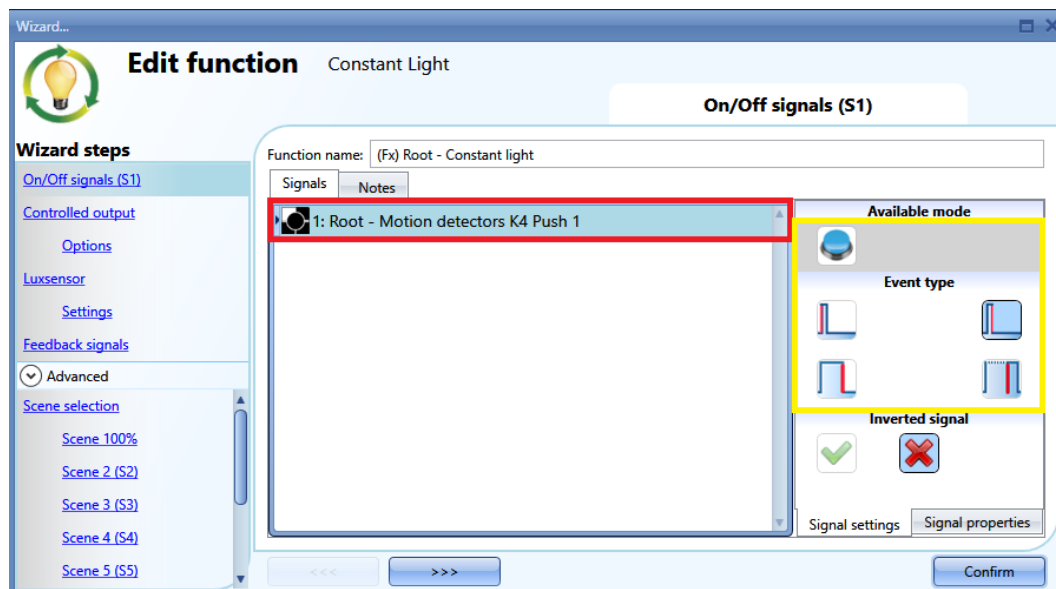 Wizard...
Edit function Constant Light
On/Off signals (S1)
Wizard steps
On/Off signals (S1)
Controlled output
Options
Luxsensor
Settings
Feedback signals
Advanced
Scene selection
Scene 100%
Scene 2 (S2)
Scene 3 (S3)
Scene 4 (S4)
Scene 5 (S5)
Function name: (Fx) Root - Constant light
Signals Notes
1: Root - Motion detectors K4 Push 1
Available mode
Event type
Inverted signal
Signal settings Signal properties
<<< >>> Confirm